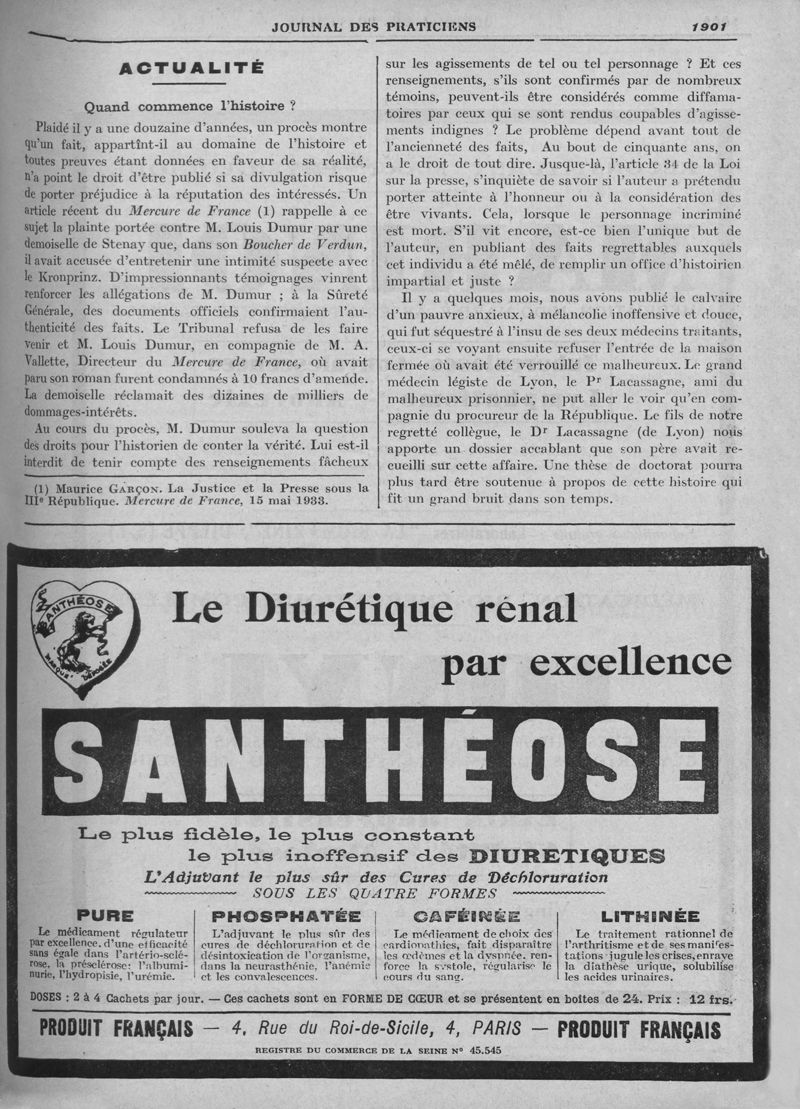 JOURNAL DES PRATICIENS 1901
ACTUALITÉ
Quand commence l'histoire ?
Plaidé il y a une douzaine d'années, un procès montre
qu'un fait, appartînt-il au domaine de l'histoire et
toutes preuves étant données en faveur de sa réalité,
n'a point le droit d'être publié si sa divulgation risque
de porter préjudice à la réputation des intéressés. Un
article récent du Mercure de France (1) rappelle à ce
sujet la plainte portée contre M. Louis Dumur par une
demoiselle de Stenay que, dans son Boucher de Verdun,
il avait accusée d'entretenir une intimité suspecte avec
le Kronprinz. D'impressionnants témoignages vinrent
renforcer les allégations de M. Dumur ; à la Sûreté
Générale, des documents officiels confirmaient l'au-
thenticité des faits. Le Tribunal refusa de les faire
venir et M. Louis Dumur, en compagnie de M. A.
Vallette, Directeur du Mercure de France, où avait
paru son roman furent condamnés à 10 francs d'amende.
La demoiselle réclamait des dizaines de milliers de
dommages-intérêts.
Au cours du procès, M. Dumur souleva la question
des droits pour l'historien de conter la vérité. Lui est-il
interdit de tenir compte des renseignements fâcheux
(1) Maurice GARÇON. La Justice et la Presse sous la
IIIe République. Mercure de France, 15 mai 1933.
sur les agissements de tel ou tel personnage ? Et ces
renseignements, s'ils sont confirmés par de nombreux
témoins, peuvent-ils être considérés comme diffama-
toires par ceux qui se sont rendus coupables d'agisse-
ments indignes ? Le problème dépend avant tout de
l'ancienneté des faits, Au bout de cinquante ans, on
a le droit de tout dire. Jusque-là, l'article 34 de la Loi
sur la presse, s'inquiète de savoir si l'auteur a prétendu
porter atteinte à l'honneur ou à la considération des
être vivants. Cela, lorsque le personnage incriminé
est mort. S'il vit encore, est-ce bien l'unique but de
l'auteur, en publiant des faits regrettables auxquels
cet individu a été mêlé, de remplir un office d'histoirien
impartial et juste ?
Il y a quelques mois, nous avons publié le calvaire
d'un pauvre anxieux, à mélancolie inoffensive et douce,
qui fut séquestré à l'insu de ses deux médecins traitants,
ceux-ci se voyant ensuite refuser l'entrée de la maison
fermée où avait été verrouillé ce malheureux. Le grand
médecin légiste de Lyon, le Pr Lacassagne, ami du
malheureux prisonnier, ne put aller le voir qu'en com-
pagnie du procureur de la République. Le fils de notre
regretté collègue, le Dr Lacassagne (de Lyon) nous
apporte un dossier accablant que son père avait re-
cueilli sur cette affaire. Une thèse de doctorat pourra
plus tard être soutenue à propos de cette histoire qui
fit un grand bruit dans son temps.
SANTHÉOSE
MARQUE DÉPOSÉE
Le Diurétique rénal
par excellence
SANTHÉOSE
Le plus fidèle, le plus constant
le plus inoffensif des DIURETIQUES
L'Adjuvant le plus sûr des Cures de Déchloruration
SOUS LES QUATRE FORMES
PURE
Le médicament régulateur
par excellence. d'une efficacité
sans égale dans l'artério-sclé-
rose, la présclérose: l'albumi-
nurie, l'hydropisie, l'urémie.
PHOSPHATÉE
L'adjuvant le plus sûr des
cures de déchloruration et de
désintoxication de l'organisme,
dans la neurasthénie, l'anémie
et les convalescences.
CAFÉINÉE
Le médicament de choix des
cardiopathies, fait disparaître
les œdèmes et la dyspnée, ren-
force la systole, régularise le
cours du sang.
LITHINÉE
Le traitement rationnel de
l'arthritisme et de ses manifes-
tations jugule les crises, enraye
la diathèse urique, solubilise
les acides urinaires.
DOSES : 2 à 4 Cachets par jour. — Ces cachets sont en FORME DE CŒUR et se présentent en boîtes de 24. Prix : 12 frs.
PRODUIT FRANÇAIS — 4, Rue du Roi-de-Sicile, 4, PARIS — PRODUIT FRANÇAIS
REGISTRE DU COMMERCE DE LA SEINE N° 45.545